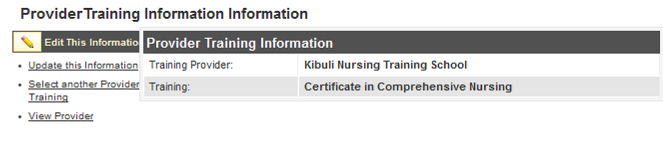 ProviderTraining Information Information
Edit This Informatio
Update this Information
Select another Provider
Training
View Provider
Provider Training Information
Training Provider: Kibuli Nursing Training School
Training: Certificate in Comprehensive Nursing